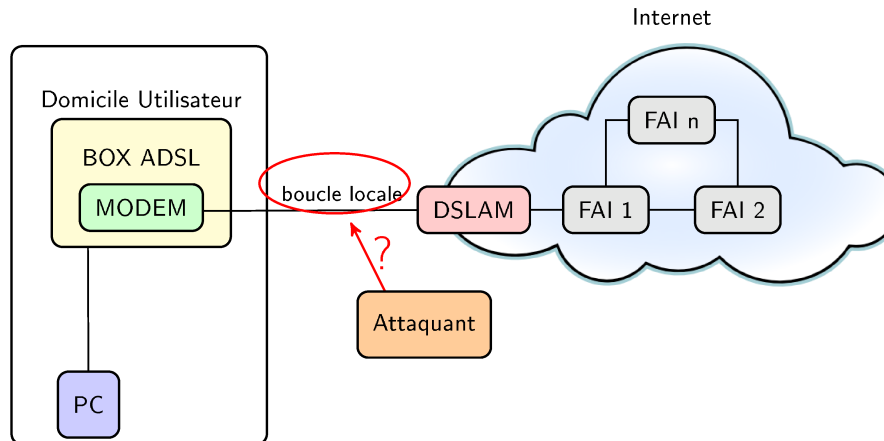 Internet
Domicile Utilisateur
FAI n
BOX ADSL
boucle locale
MODEM
DSLAM
FAI 1
FAI 2
?
Attaquant
PC